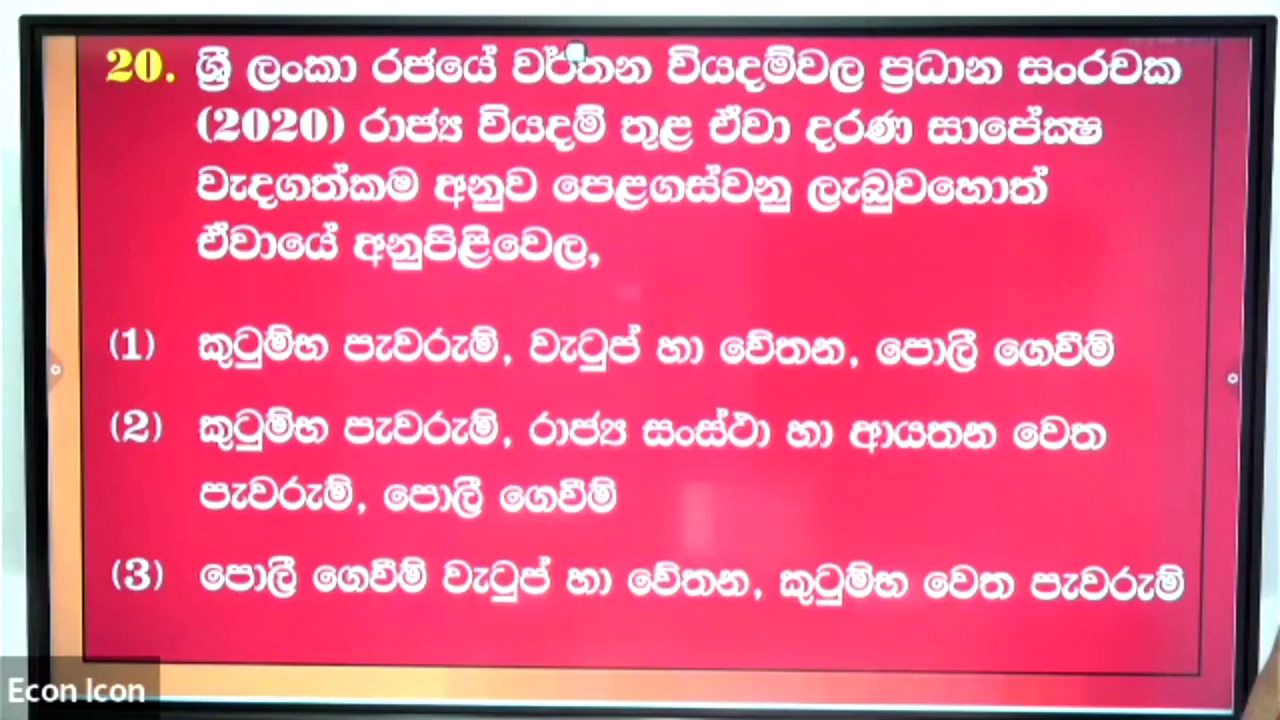 20. ශ්‍රී ලංකා රජයේ වර්තන වියදම්වල ප්‍රධාන සංරචක
(2020) රාජ්‍ය වියදම් තුළ ඒවා දරණ සාපේක්ෂ
වැදගත්කම අනුව පෙළගස්වනු ලැබුවහොත්
ඒවායේ අනුපිළිවෙල,
(1) කුටුම්භ පැවරුම්, වැටුප් හා වේතන, පොලී ගෙවීම්
(2) කුටුම්භ පැවරුම්, රාජ්‍ය සංස්ථා හා ආයතන වෙත
පැවරුම්, පොලී ගෙවීම්
(3) පොලී ගෙවීම් වැටුප් හා වේතන, කුටුම්භ වෙත පැවරුම්
Econ Icon